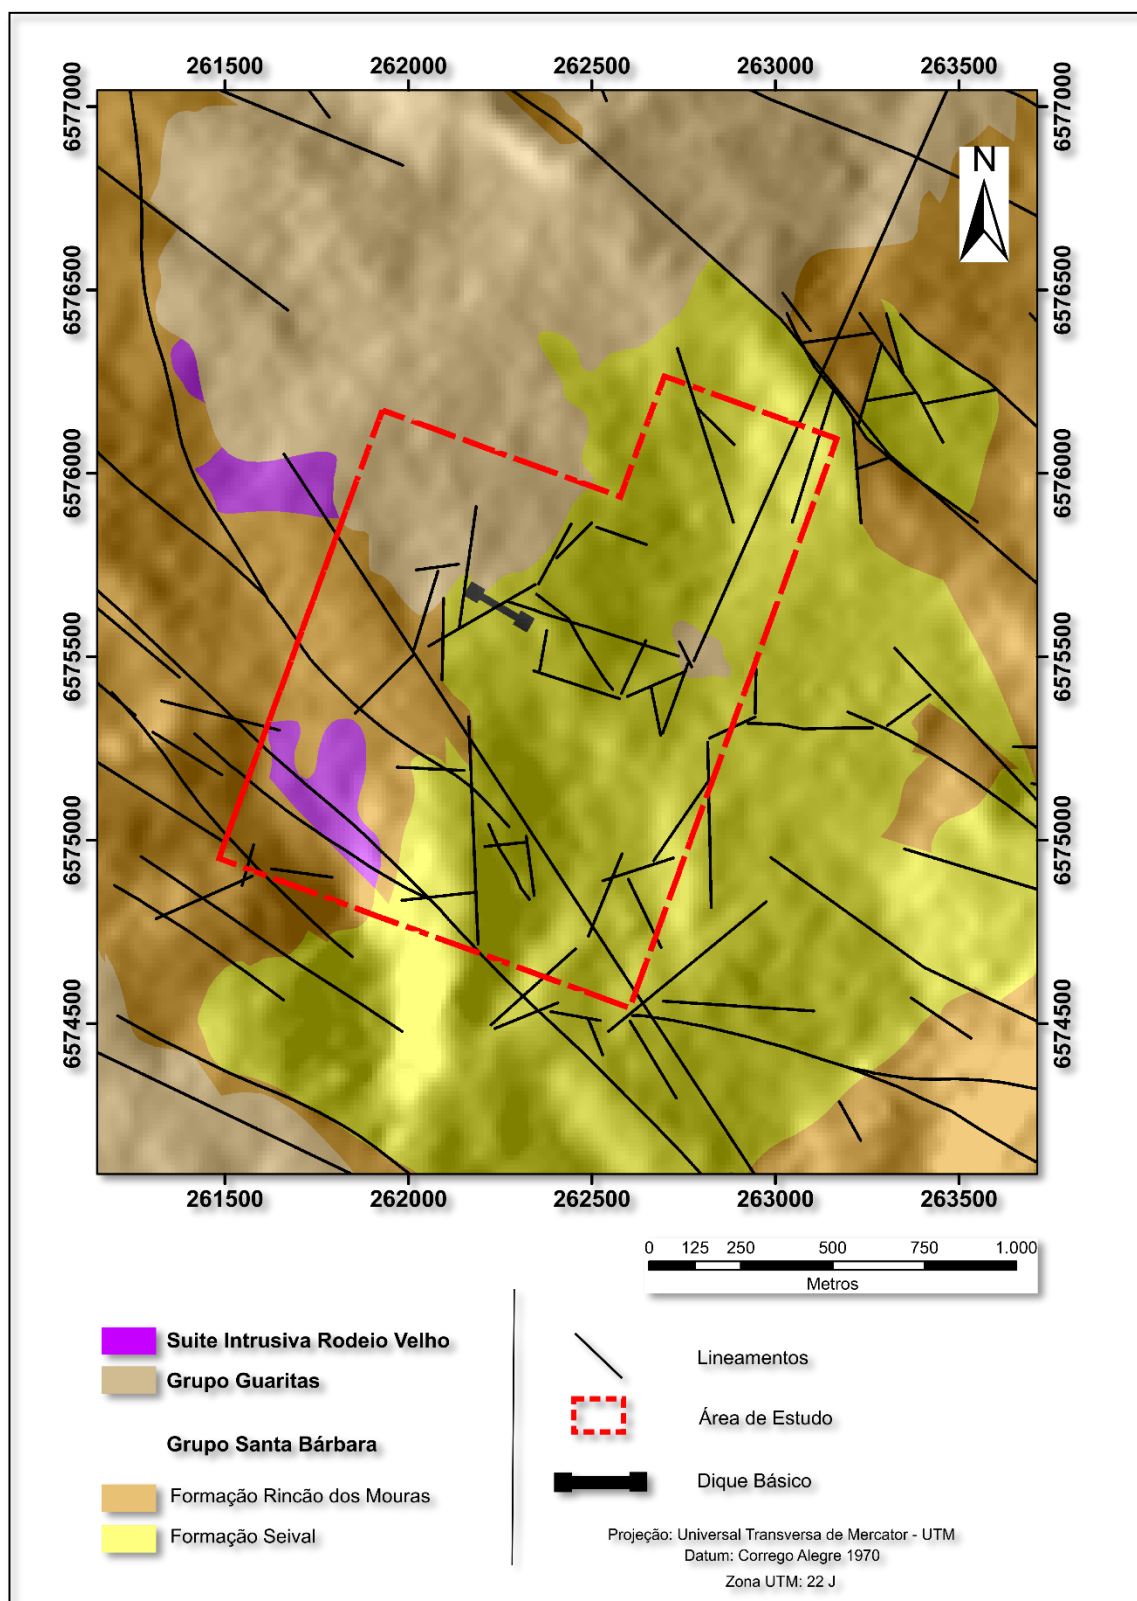 261500 262000 262500 263000 263500
6577000 6577000
N
6576500 6576500
6576000 6576000
6575500 6575500
6575000 6575000
6574500 6574500
261500 262000 262500 263000 263500
0 125 250 500 750 1.000
Metros
Suite Intrusiva Rodeio Velho
Grupo Guaritas
Grupo Santa Bárbara
Formação Rincão dos Mouras
Formação Seival
Lineamentos
Área de Estudo
Dique Básico
Projeção: Universal Transversa de Mercator - UTM
Datum: Corrego Alegre 1970
Zona UTM: 22 J